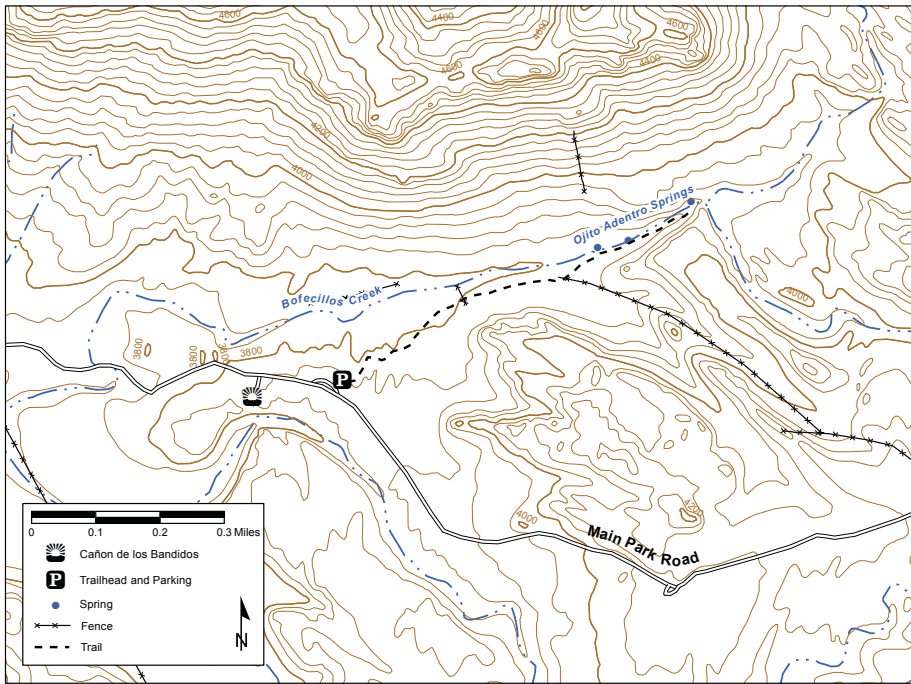 4600
4400
4600
4600
4400
4200
4000
Ojito Adentro Springs
Bofecillos Creek
4000
3800
3800
3800
3800
P
4200
4000
Main Park Road
0 0.1 0.2 0.3 Miles
Cañon de los Bandidos
P Trailhead and Parking
Spring
Fence
Trail
N